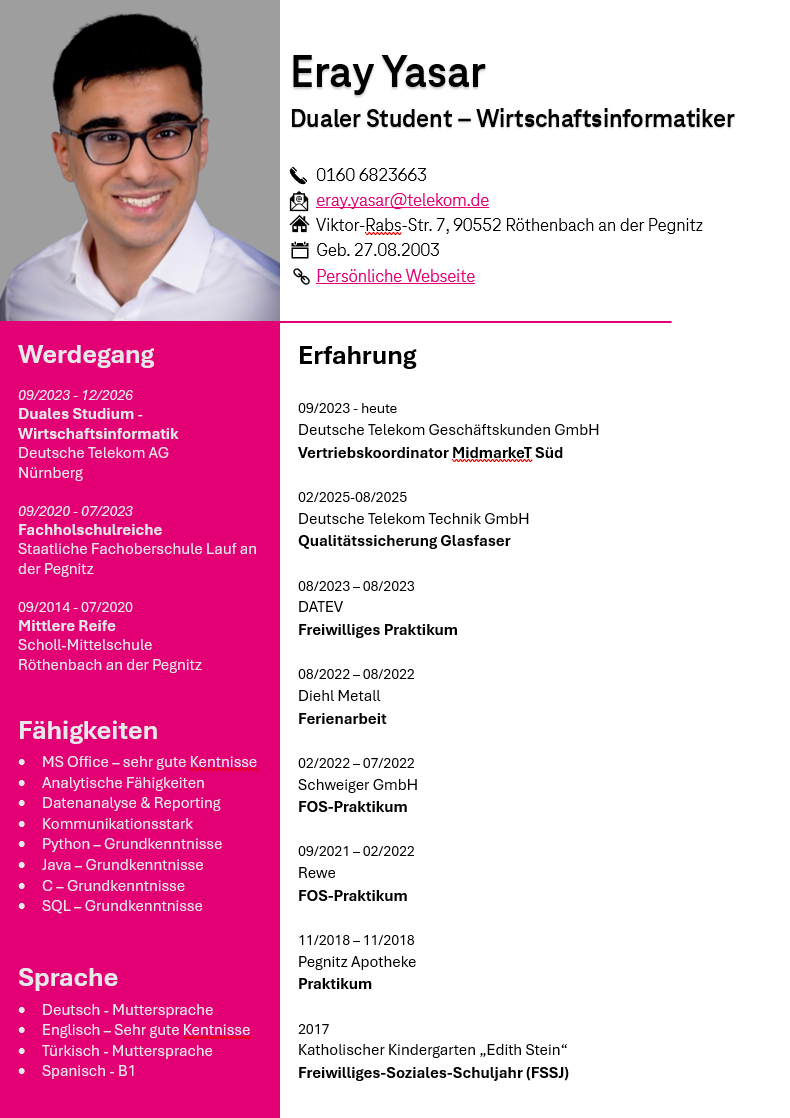 Eray Yasar
Dualer Student – Wirtschaftsinformatiker
0160 6823663
eray.yasar@telekom.de
Viktor-Rabs-Str. 7, 90552 Röthenbach an der Pegnitz
Geb. 27.08.2003
Persönliche Webseite
Werdegang
09/2023 - 12/2026
Duales Studium -
Wirtschaftsinformatik
Deutsche Telekom AG
Nürnberg
09/2020 - 07/2023
Fachholschulreiche
Staatliche Fachoberschule Lauf an
der Pegnitz
09/2014 - 07/2020
Mittlere Reife
Scholl-Mittelschule
Röthenbach an der Pegnitz
Fähigkeiten
• MS Office – sehr gute Kentnisse
• Analytische Fähigkeiten
• Datenanalyse & Reporting
• Kommunikationsstark
• Python – Grundkenntnisse
• Java – Grundkenntnisse
• C – Grundkenntnisse
• SQL – Grundkenntnisse
Sprache
• Deutsch - Muttersprache
• Englisch – Sehr gute Kentnisse
• Türkisch - Muttersprache
• Spanisch - B1
Erfahrung
09/2023 - heute
Deutsche Telekom Geschäftskunden GmbH
Vertriebskoordinator MidmarkeT Süd
02/2025-08/2025
Deutsche Telekom Technik GmbH
Qualitätssicherung Glasfaser
08/2023 – 08/2023
DATEV
Freiwilliges Praktikum
08/2022 – 08/2022
Diehl Metall
Ferienarbeit
02/2022 – 07/2022
Schweiger GmbH
FOS-Praktikum
09/2021 – 02/2022
Rewe
FOS-Praktikum
11/2018 – 11/2018
Pegnitz Apotheke
Praktikum
2017
Katholischer Kindergarten „Edith Stein“
Freiwilliges-Soziales-Schuljahr (FSSJ)